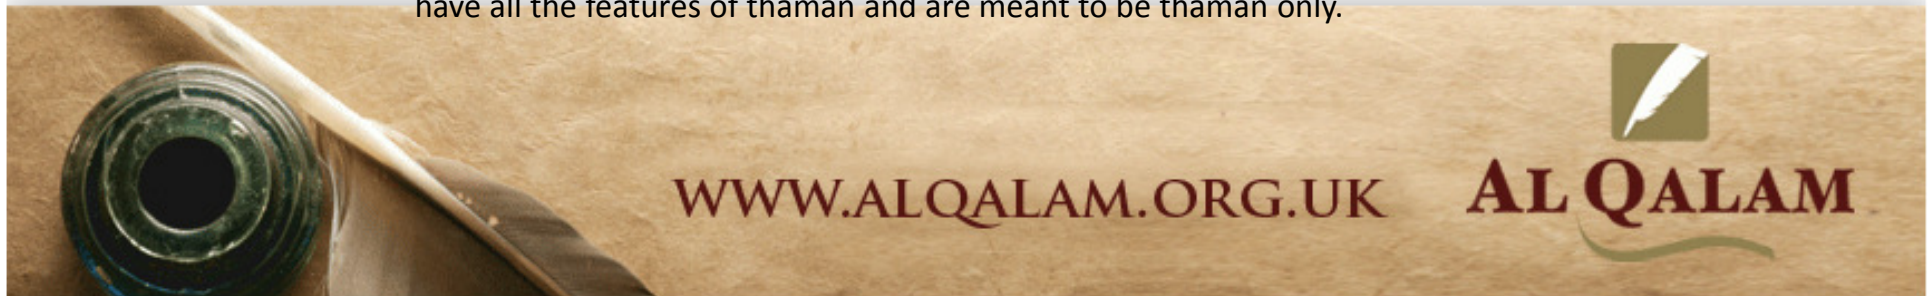 have all the features of thaman and are meant to be thaman only.
WWW.ALQALAM.ORG.UK
AL QALAM